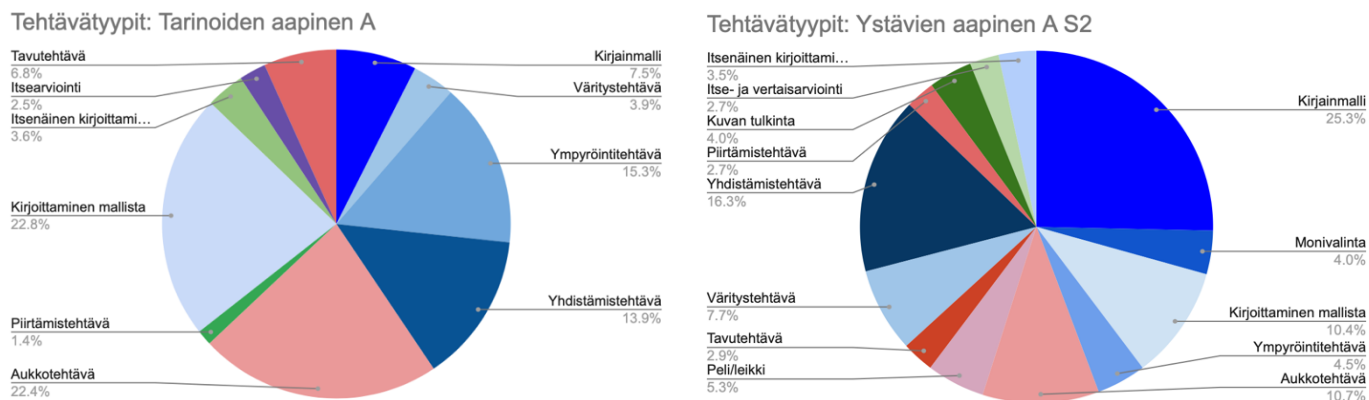 Tehtävätyypit: Tarinoiden aapinen A
Tavutehtävä
6.8%
Itsearviointi
2.5%
Itsenäinen kirjoittami…
3.6%
Kirjoittaminen mallista
22.8%
Piirtämistehtävä
1.4%
Aukkotehtävä
22.4%
Kirjainmalli
7.5%
Väritystehtävä
3.9%
Ympyröintitehtävä
15.3%
Yhdistämistehtävä
13.9%
Tehtävätyypit: Ystävien aapinen A S2
Itsenäinen kirjoittami…
3.5%
Itse- ja vertaisarviointi
2.7%
Kuvan tulkinta
4.0%
Piirtämistehtävä
2.7%
Yhdistämistehtävä
16.3%
Väritystehtävä
7.7%
Tavutehtävä
2.9%
Peli/leikki
5.3%
Kirjainmalli
25.3%
Monivalinta
4.0%
Kirjoittaminen mallista
10.4%
Ympyröintitehtävä
4.5%
Aukkotehtävä
10.7%